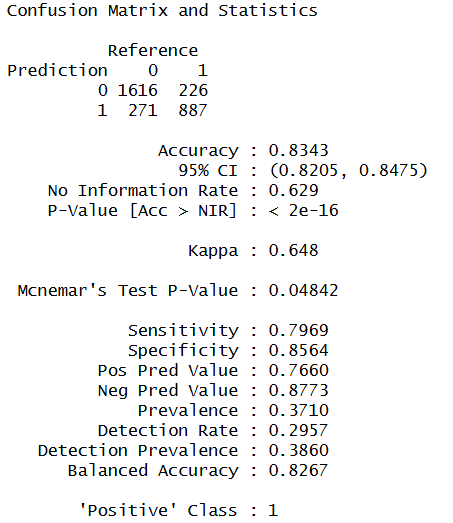 Confusion Matrix and Statistics
Reference
Prediction 0 1
0 1616 226
1 271 887
Accuracy : 0.8343
95% CI : (0.8205, 0.8475)
No Information Rate : 0.629
P-Value [Acc > NIR] : < 2e-16
Kappa : 0.648
Mcnemar's Test P-Value : 0.04842
Sensitivity : 0.7969
Specificity : 0.8564
Pos Pred Value : 0.7660
Neg Pred Value : 0.8773
Prevalence : 0.3710
Detection Rate : 0.2957
Detection Prevalence : 0.3860
Balanced Accuracy : 0.8267
'Positive' Class : 1